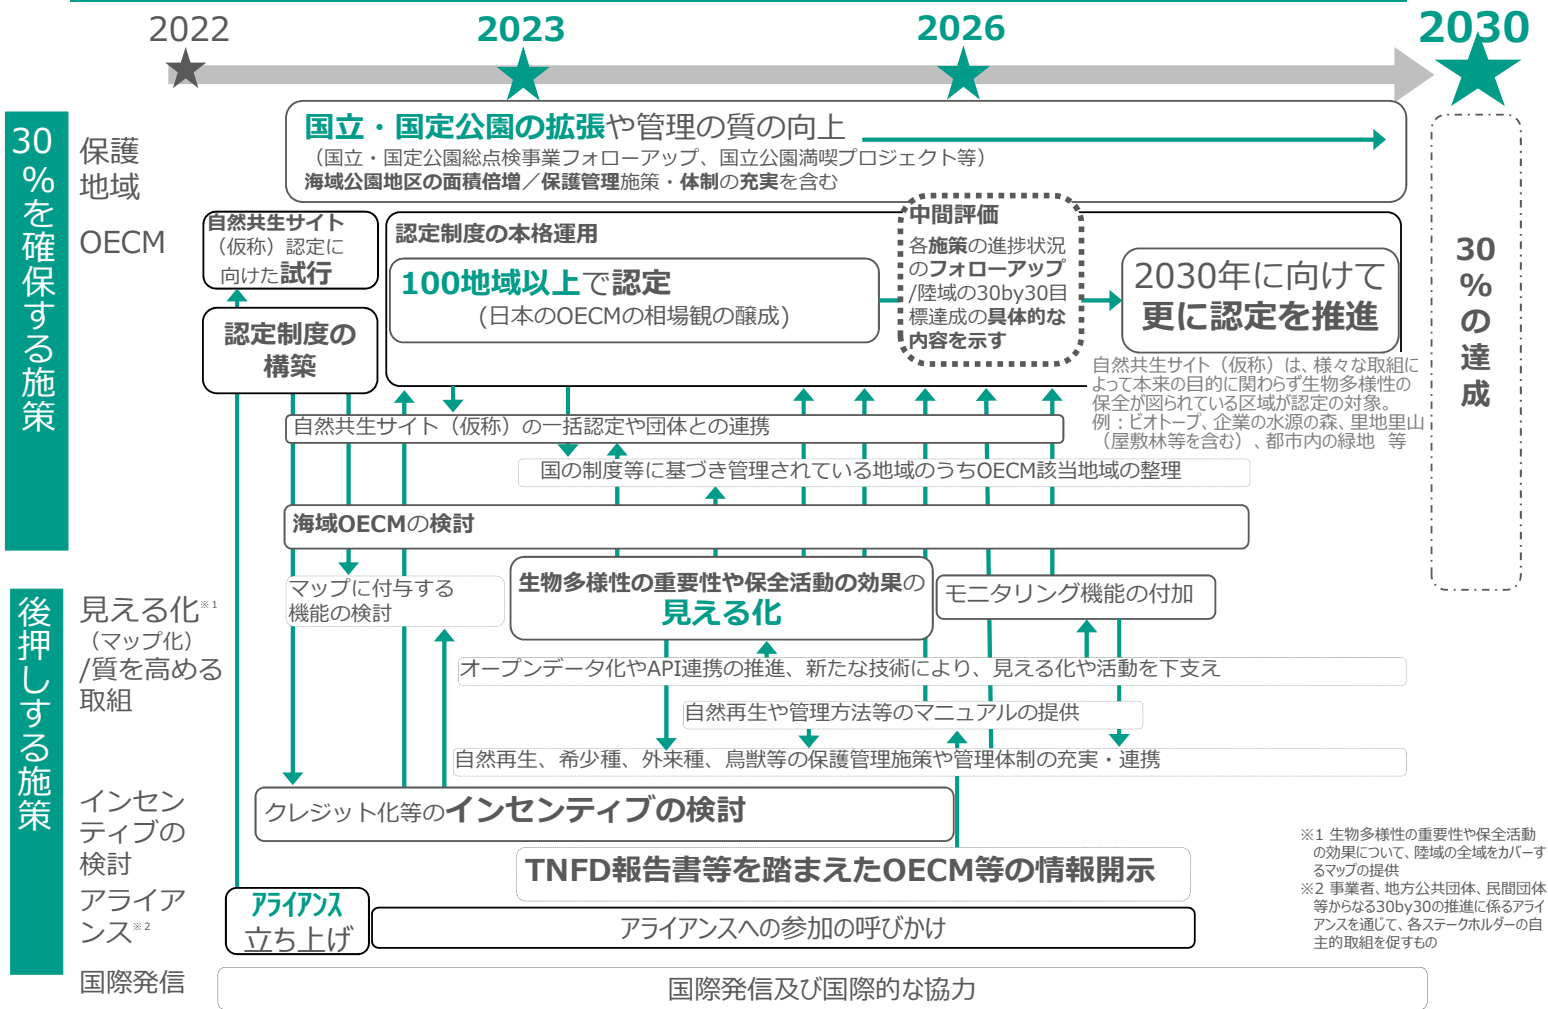 2022
2023
2026
2030
30%を確保する施策
保護
地域
国立・国定公園の拡張や管理の質の向上
（国立・国定公園総点検事業フォローアップ、国立公園満喫プロジェクト等）
海域公園地区の面積倍増／保護管理施策・体制の充実を含む
OECM
自然共生サイト
（仮称）認定に
向けた試行
認定制度の
構築
認定制度の本格運用
100地域以上で認定
(日本のOECMの相場観の醸成)
中間評価
各施策の進捗状況
のフォローアップ
/陸域の30by30目
標達成の具体的な
内容を示す
2030年に向けて
更に認定を推進
自然共生サイト（仮称）は、様々な取組に
よって本来の目的に関わらず生物多様性の
保全が図られている区域が認定の対象。
例：ビオトープ、企業の水源の森、里地里山
（屋敷林等を含む）、都市内の緑地　等
30%の達成
自然共生サイト（仮称）の一括認定や団体との連携
国の制度等に基づき管理されている地域のうちOECM該当地域の整理
海域OECMの検討
後押しする施策
見える化※1
（マップ化）
/質を高める
取組
マップに付与する
機能の検討
生物多様性の重要性や保全活動の効果の
見える化
モニタリング機能の付加
オープンデータ化やAPI連携の推進、新たな技術により、見える化や活動を下支え
自然再生や管理方法等のマニュアルの提供
自然再生、希少種、外来種、鳥獣等の保護管理施策や管理体制の充実・連携
インセン
ティブの
検討
クレジット化等のインセンティブの検討
TNFD報告書等を踏まえたOECM等の情報開示
アライア
ンス※2
アライアンス
立ち上げ
アライアンスへの参加の呼びかけ
※1 生物多様性の重要性や保全活動
の効果について、陸域の全域をカバーす
るマップの提供
※2 事業者、地方公共団体、民間団体
等からなる30by30の推進に係るアライ
アンスを通じて、各ステークホルダーの自
主的取組を促すもの
国際発信
国際発信及び国際的な協力